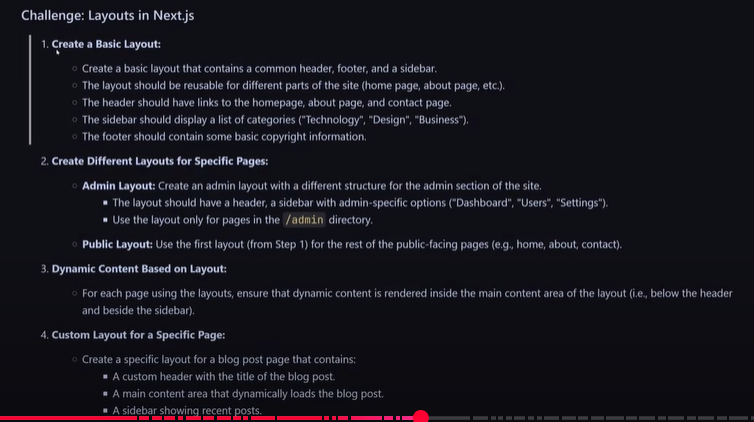 Challenge: Layouts in Next.js
1. Create a Basic Layout:
○ Create a basic layout that contains a common header, footer, and a sidebar.
○ The layout should be reusable for different parts of the site (home page, about page, etc.).
○ The header should have links to the homepage, about page, and contact page.
○ The sidebar should display a list of categories ("Technology", "Design", "Business").
○ The footer should contain some basic copyright information.
2. Create Different Layouts for Specific Pages:
○ Admin Layout: Create an admin layout with a different structure for the admin section of the site.
▪ The layout should have a header, a sidebar with admin-specific options ("Dashboard", "Users", "Settings").
▪ Use the layout only for pages in the /admin directory.
○ Public Layout: Use the first layout (from Step 1) for the rest of the public-facing pages (e.g., home, about, contact).
3. Dynamic Content Based on Layout:
○ For each page using the layouts, ensure that dynamic content is rendered inside the main content area of the layout (i.e., below the header
and beside the sidebar).
4. Custom Layout for a Specific Page:
○ Create a specific layout for a blog post page that contains:
▪ A custom header with the title of the blog post.
▪ A main content area that dynamically loads the blog post.
▪ A sidebar showing recent posts.